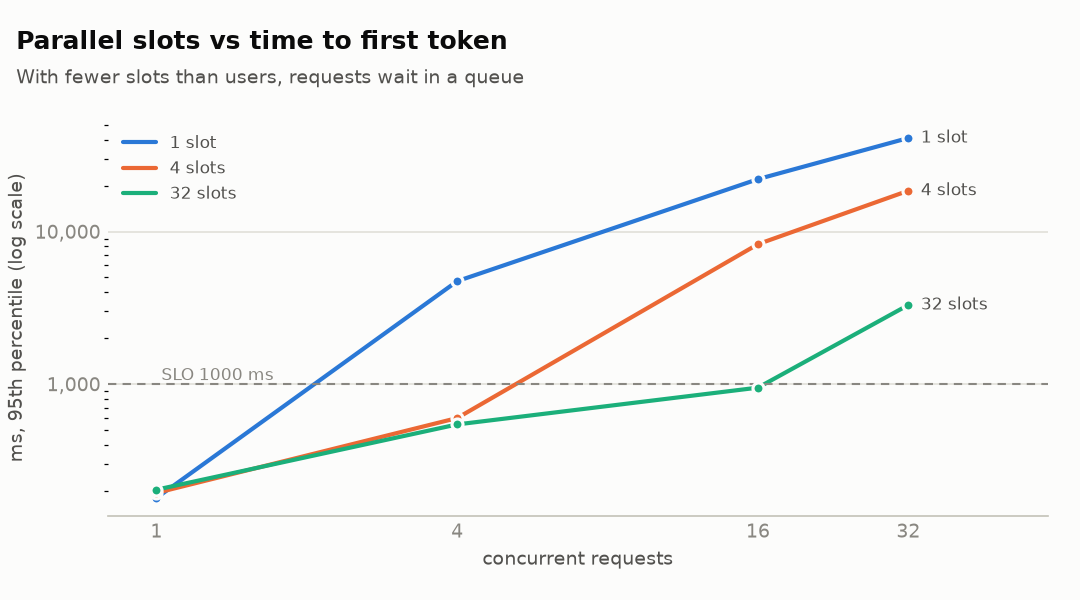 Parallel slots vs time to first token
With fewer slots than users, requests wait in a queue
1 slot
4 slots
32 slots
ms, 95th percentile (log scale)
10,000
1,000
SLO 1000 ms
1 slot
4 slots
32 slots
1
4
16
32
concurrent requests